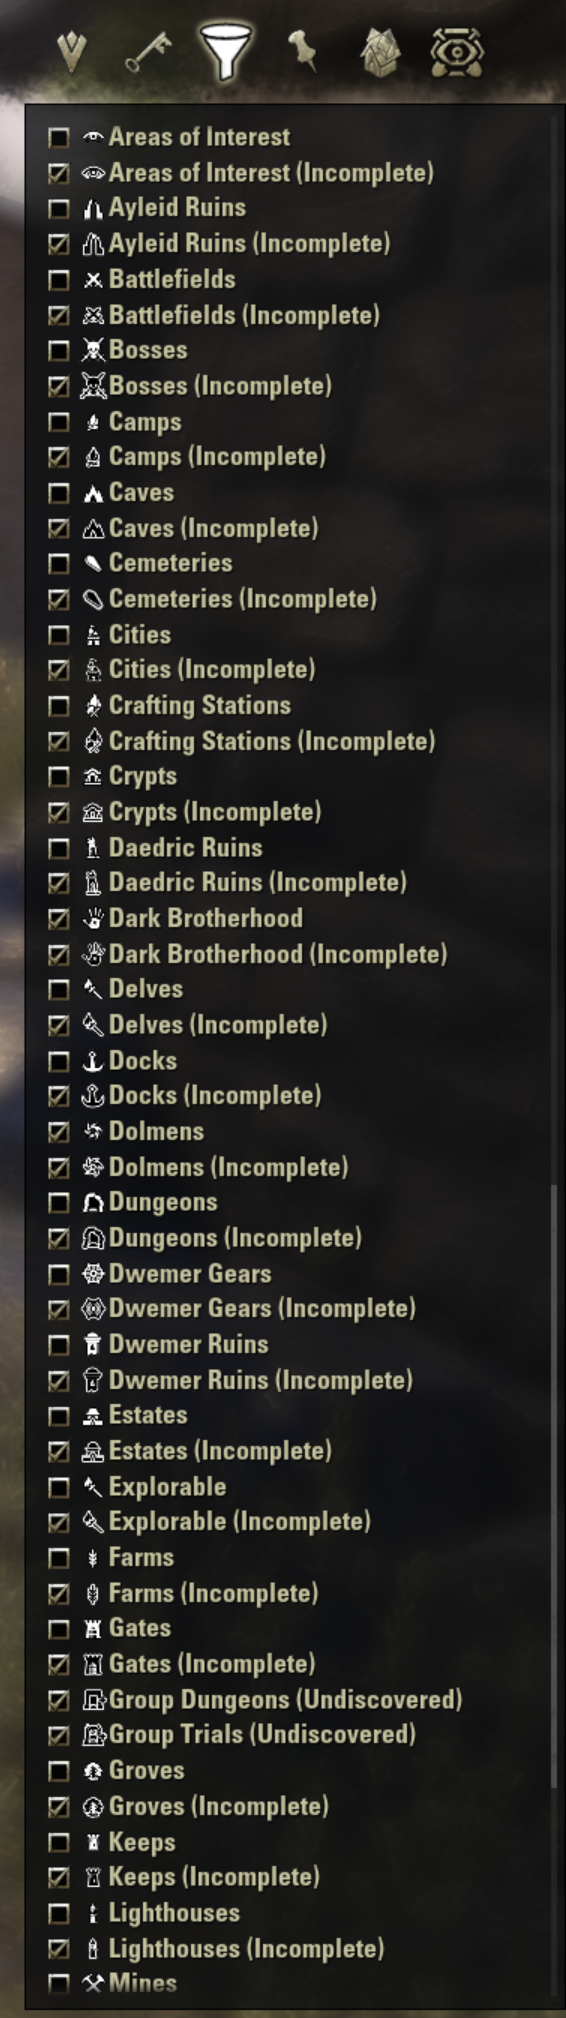 Areas of Interest
Areas of Interest (Incomplete)
Ayleid Ruins
Ayleid Ruins (Incomplete)
Battlefields
Battlefields (Incomplete)
Bosses
Bosses (Incomplete)
Camps
Camps (Incomplete)
Caves
Caves (Incomplete)
Cemeteries
Cemeteries (Incomplete)
Cities
Cities (Incomplete)
Crafting Stations
Crafting Stations (Incomplete)
Crypts
Crypts (Incomplete)
Daedric Ruins
Daedric Ruins (Incomplete)
Dark Brotherhood
Dark Brotherhood (Incomplete)
Delves
Delves (Incomplete)
Docks
Docks (Incomplete)
Dolmens
Dolmens (Incomplete)
Dungeons
Dungeons (Incomplete)
Dwemer Gears
Dwemer Gears (Incomplete)
Dwemer Ruins
Dwemer Ruins (Incomplete)
Estates
Estates (Incomplete)
Explorable
Explorable (Incomplete)
Farms
Farms (Incomplete)
Gates
Gates (Incomplete)
Group Dungeons (Undiscovered)
Group Trials (Undiscovered)
Groves
Groves (Incomplete)
Keeps
Keeps (Incomplete)
Lighthouses
Lighthouses (Incomplete)
Mines